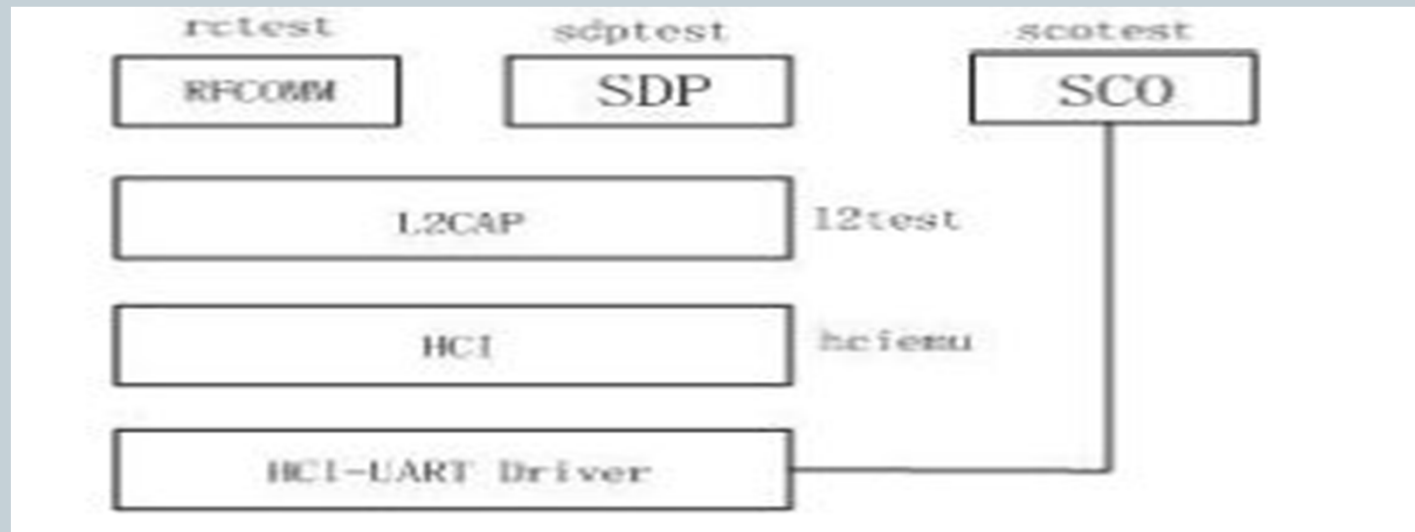 rctest sdptest scotest
RFCOMM SDP SCO
L2CAP l2test
HCI hciemu
HCI-UART Driver